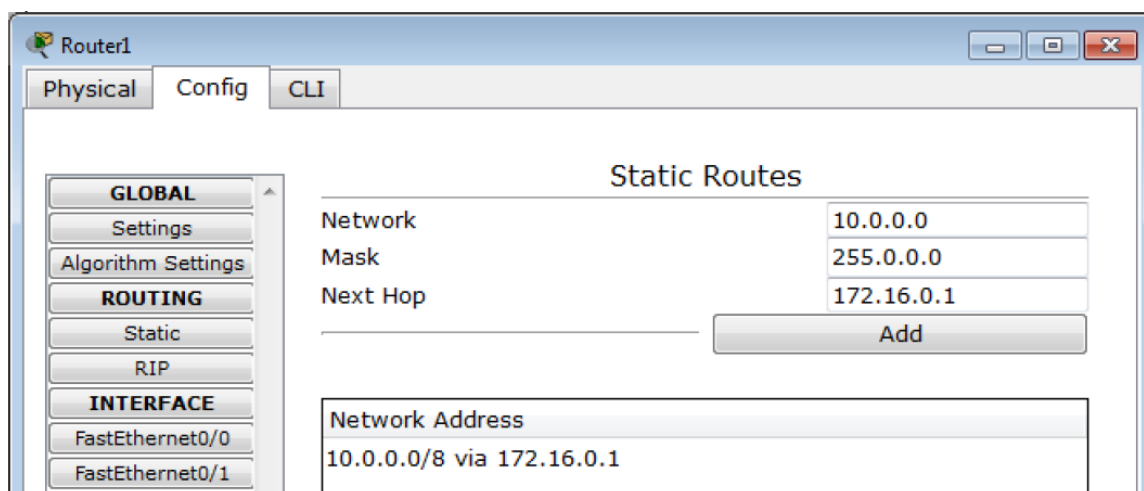 Router1
Physical Config CLI
GLOBAL
Settings
Algorithm Settings
ROUTING
Static
RIP
INTERFACE
FastEthernet0/0
FastEthernet0/1
Static Routes
Network 10.0.0.0
Mask 255.0.0.0
Next Hop 172.16.0.1
Add
Network Address
10.0.0.0/8 via 172.16.0.1